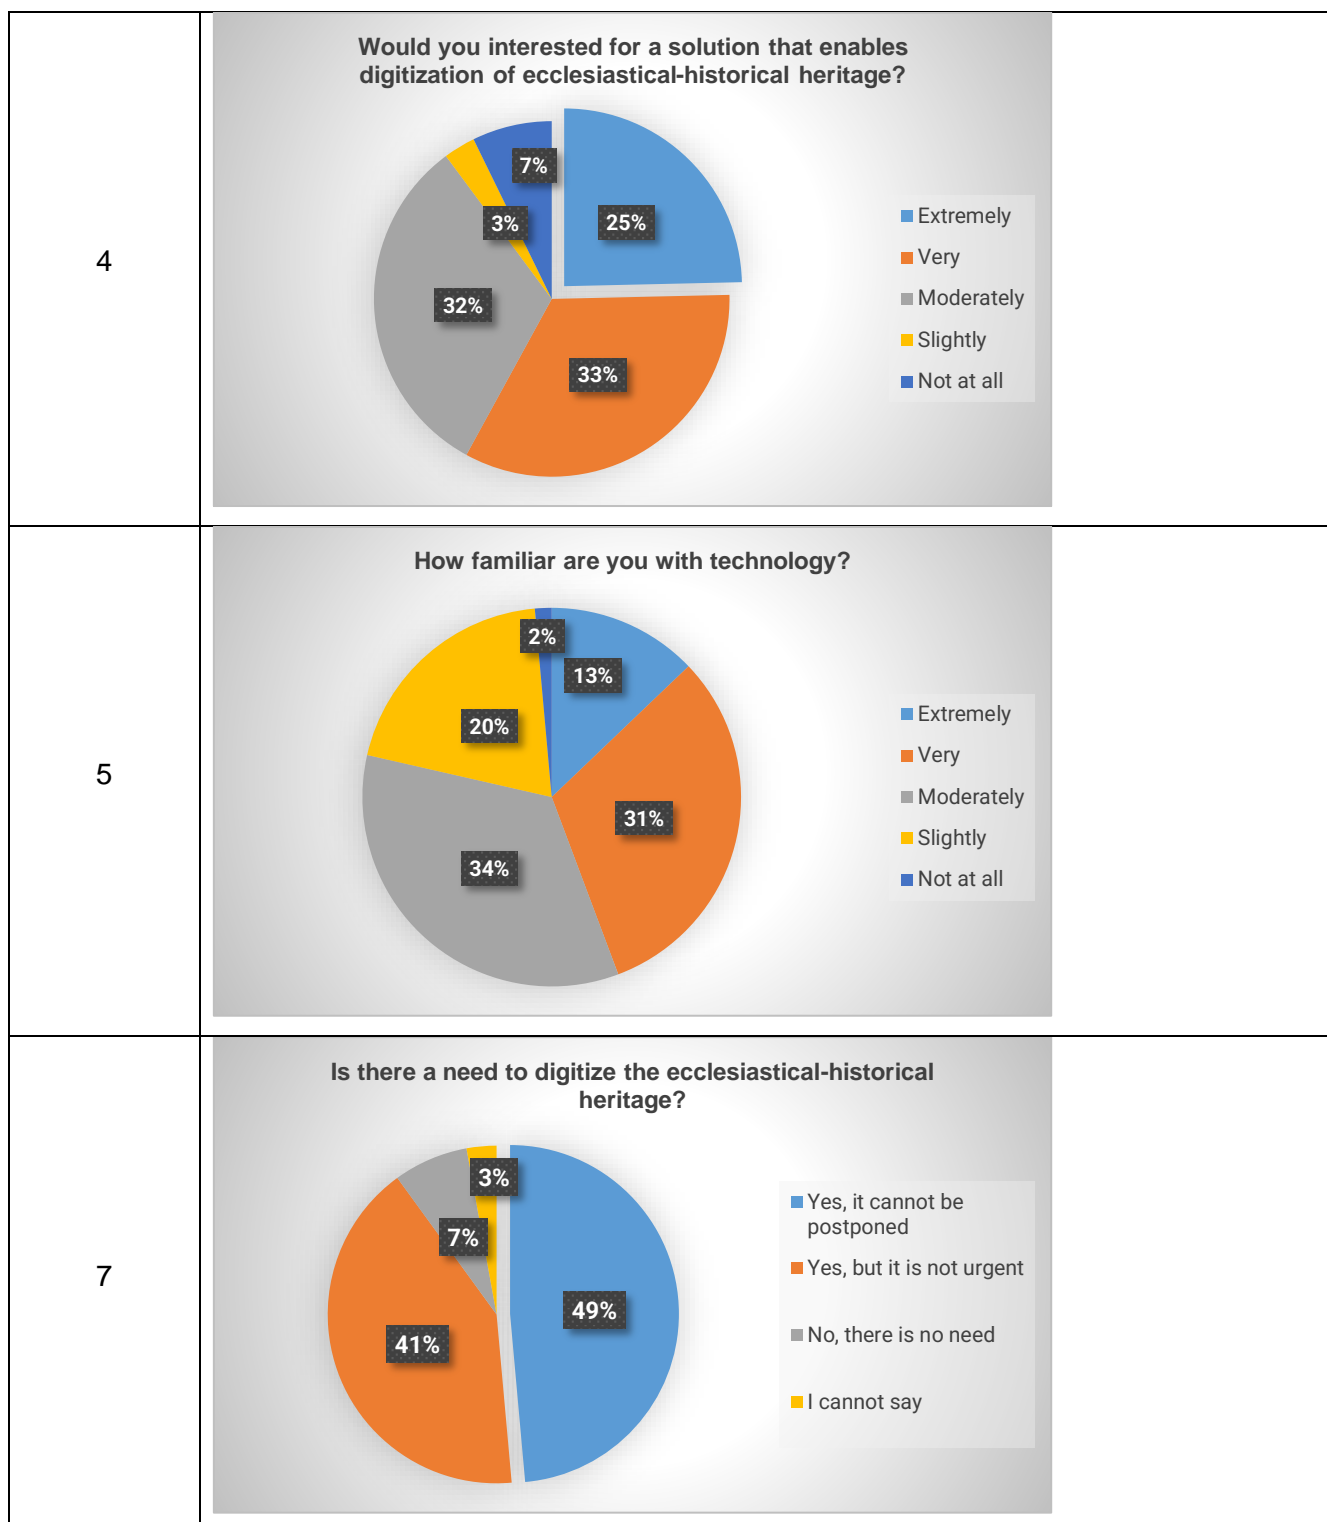 4
Would you interested for a solution that enables
digitization of ecclesiastical-historical heritage?
7%
25%
3%
32%
33%
Extremely
Very
Moderately
Slightly
Not at all
5
How familiar are you with technology?
2%
13%
20%
31%
34%
Extremely
Very
Moderately
Slightly
Not at all
7
Is there a need to digitize the ecclesiastical-historical
heritage?
3%
7%
49%
41%
Yes, it cannot be
postponed
Yes, but it is not urgent
No, there is no need
I cannot say